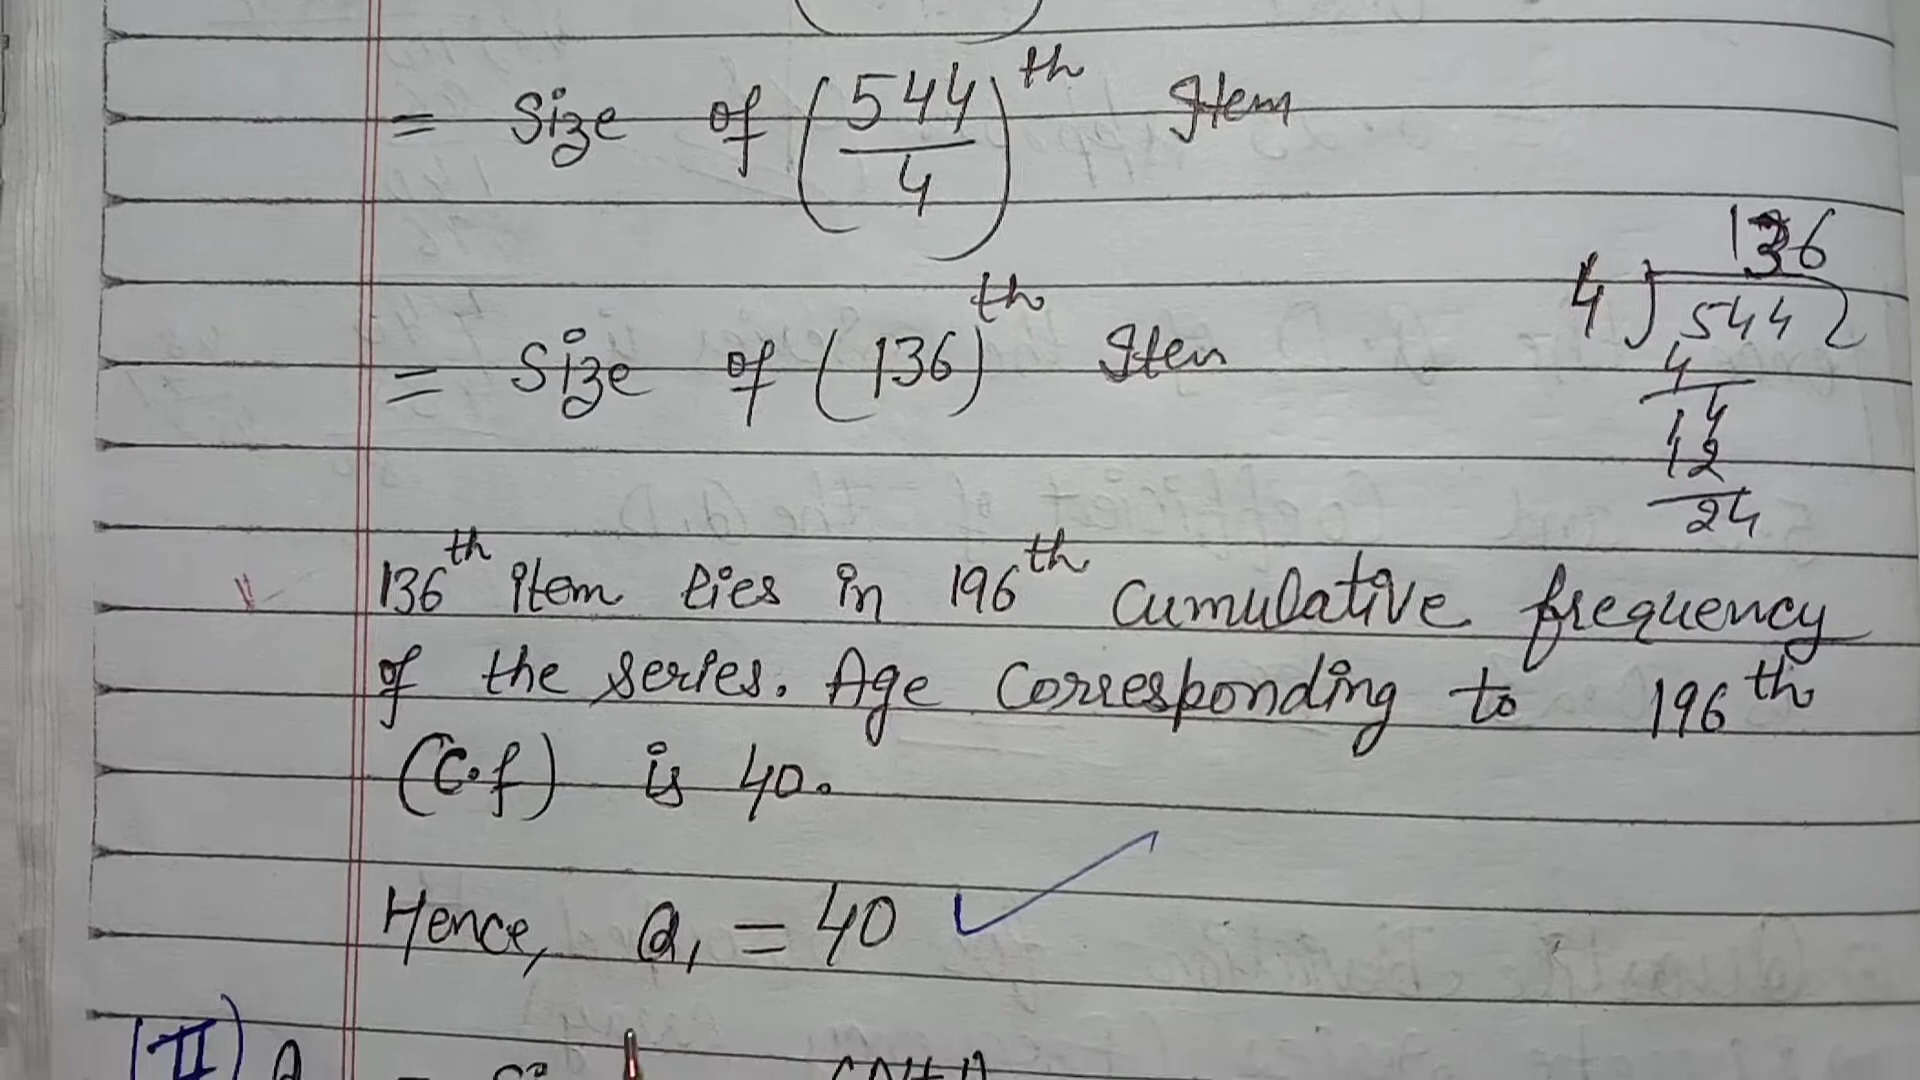 = Size of (544/4)th Item
136
4)544(
= Size of (136)th Item
4
14
12
24
136th item lies in 196th Cumulative frequency
of the series. Age Corresponding to 196th
(C.f) is 40.
Hence, Q1 = 40
(II) Q